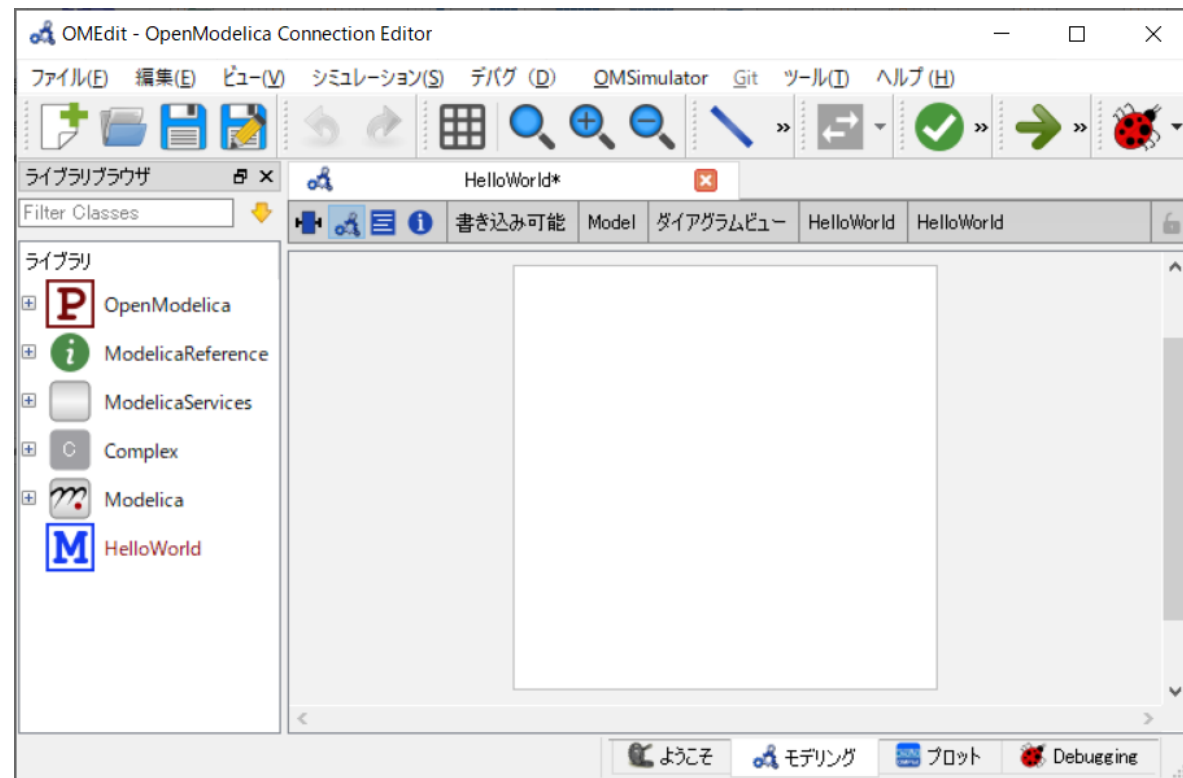 OMEdit - OpenModelica Connection Editor
ファイル(F) 編集(E) ビュー(V) シミュレーション(S) デバグ (D) OMSimulator Git ツール(T) ヘルプ (H)
ライブラリブラウザ
HelloWorld*
Filter Classes
書き込み可能 Model ダイアグラムビュー HelloWorld HelloWorld
ライブラリ
P OpenModelica
i ModelicaReference
ModelicaServices
C Complex
m Modelica
M HelloWorld
ようこそ モデリング プロット Debugging